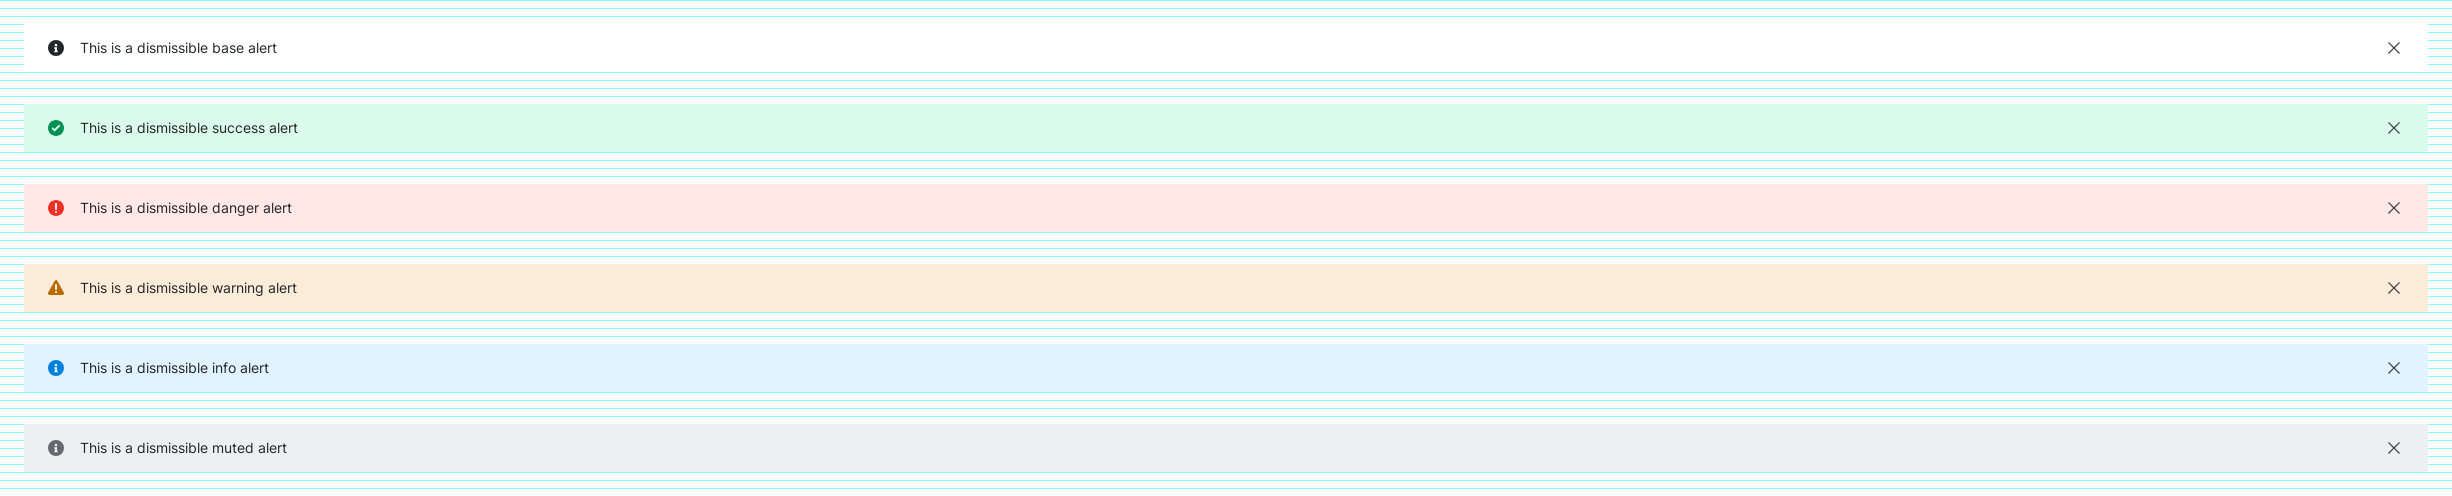 This is a dismissible base alert
This is a dismissible success alert
This is a dismissible danger alert
This is a dismissible warning alert
This is a dismissible info alert
This is a dismissible muted alert